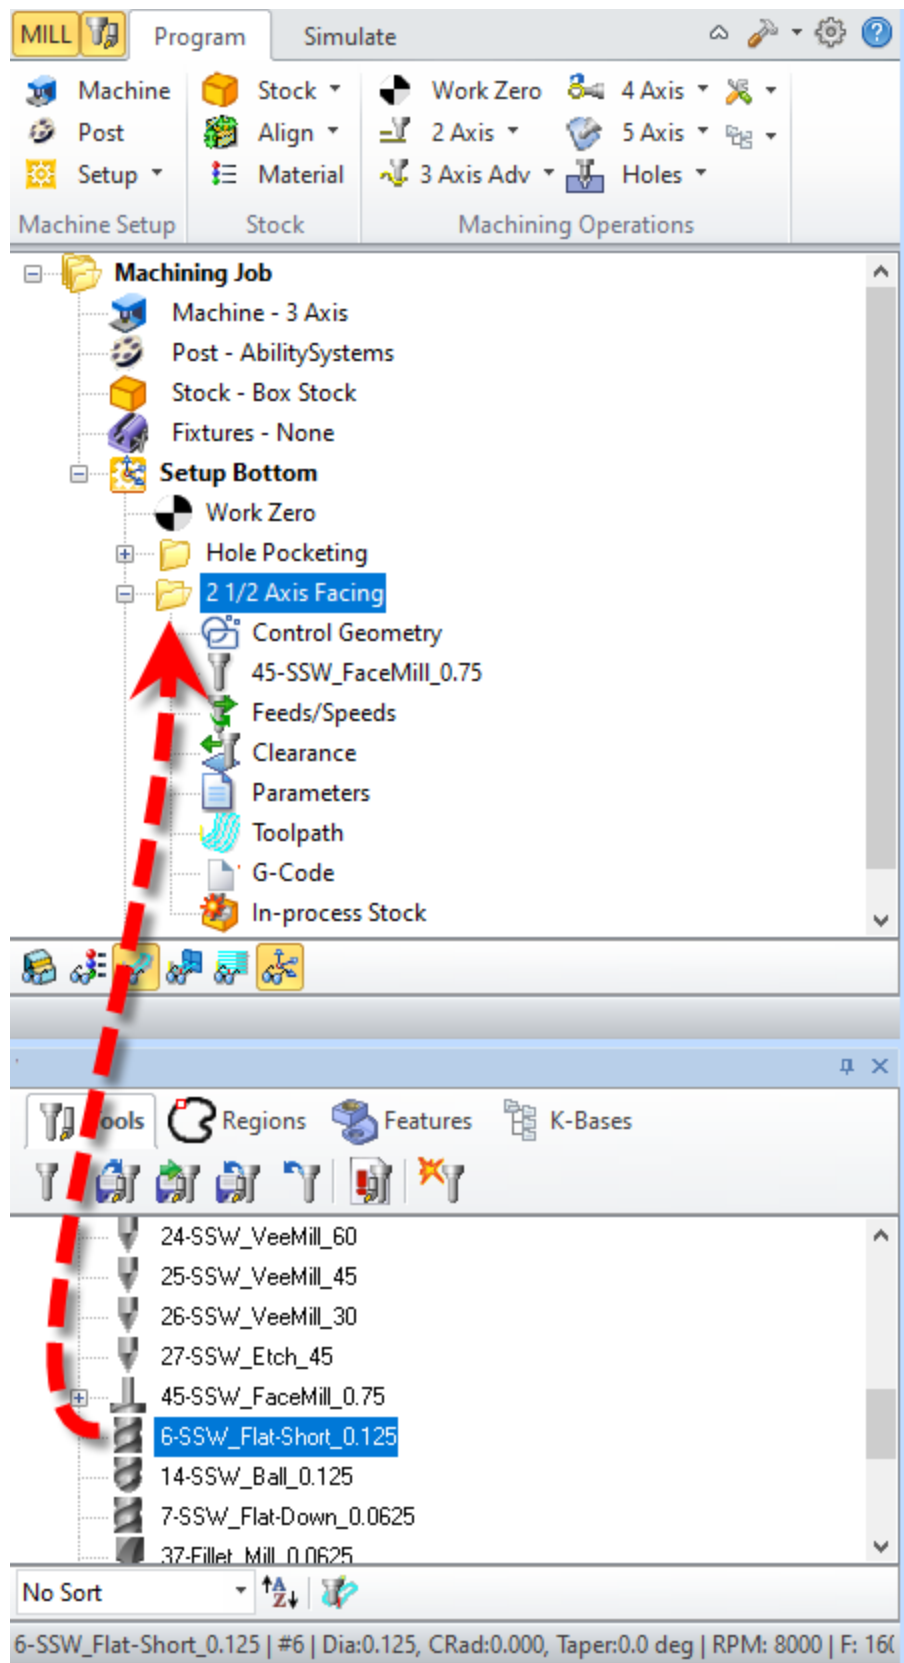 MILL Program Simulate
Machine Stock Work Zero 4 Axis
Post Align 2 Axis 5 Axis
Setup Material 3 Axis Adv Holes
Machine Setup Stock Machining Operations
Machining Job
Machine - 3 Axis
Post - AbilitySystems
Stock - Box Stock
Fixtures - None
Setup Bottom
Work Zero
Hole Pocketing
2 1/2 Axis Facing
Control Geometry
45-SSW_FaceMill_0.75
Feeds/Speeds
Clearance
Parameters
Toolpath
G-Code
In-process Stock
ools Regions Features K-Bases
24-SSW_VeeMill_60
25-SSW_VeeMill_45
26-SSW_VeeMill_30
27-SSW_Etch_45
45-SSW_FaceMill_0.75
6-SSW_Flat-Short_0.125
14-SSW_Ball_0.125
7-SSW_Flat-Down_0.0625
37-Fillet_Mill_0.0625
No Sort
6-SSW_Flat-Short_0.125 | #6 | Dia:0.125, CRad:0.000, Taper:0.0 deg | RPM: 8000 | F: 160